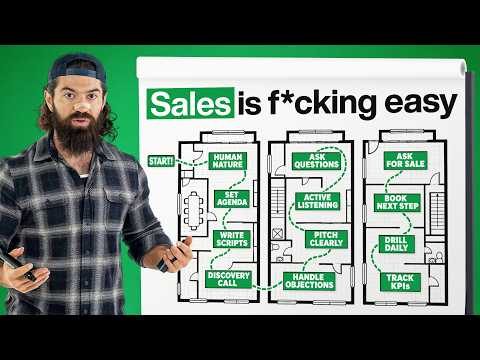 Sales is f*cking easy
START!
HUMAN
NATURE
SET
AGENDA
WRITE
SCRIPTS
DISCOVERY
CALL
HANDLE
OBJECTIONS
PITCH
CLEARLY
ACTIVE
LISTENING
ASK
QUESTIONS
ASK
FOR SALE
BOOK
NEXT STEP
DRILL
DAILY
TRACK
KPIs